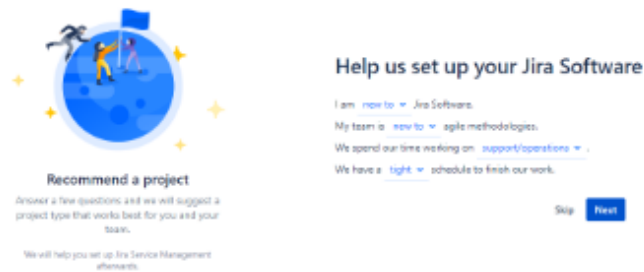 Recommend a project
Answer a few questions and we will suggest a
project type that works best for you and your
team.
We will help you set up Jira Service Management
afterwards.
Help us set up your Jira Software
I am new to Jira Software.
My team is new to agile methodologies.
We spend our time working on support/operations .
We have a tight schedule to finish our work.
Skip Next